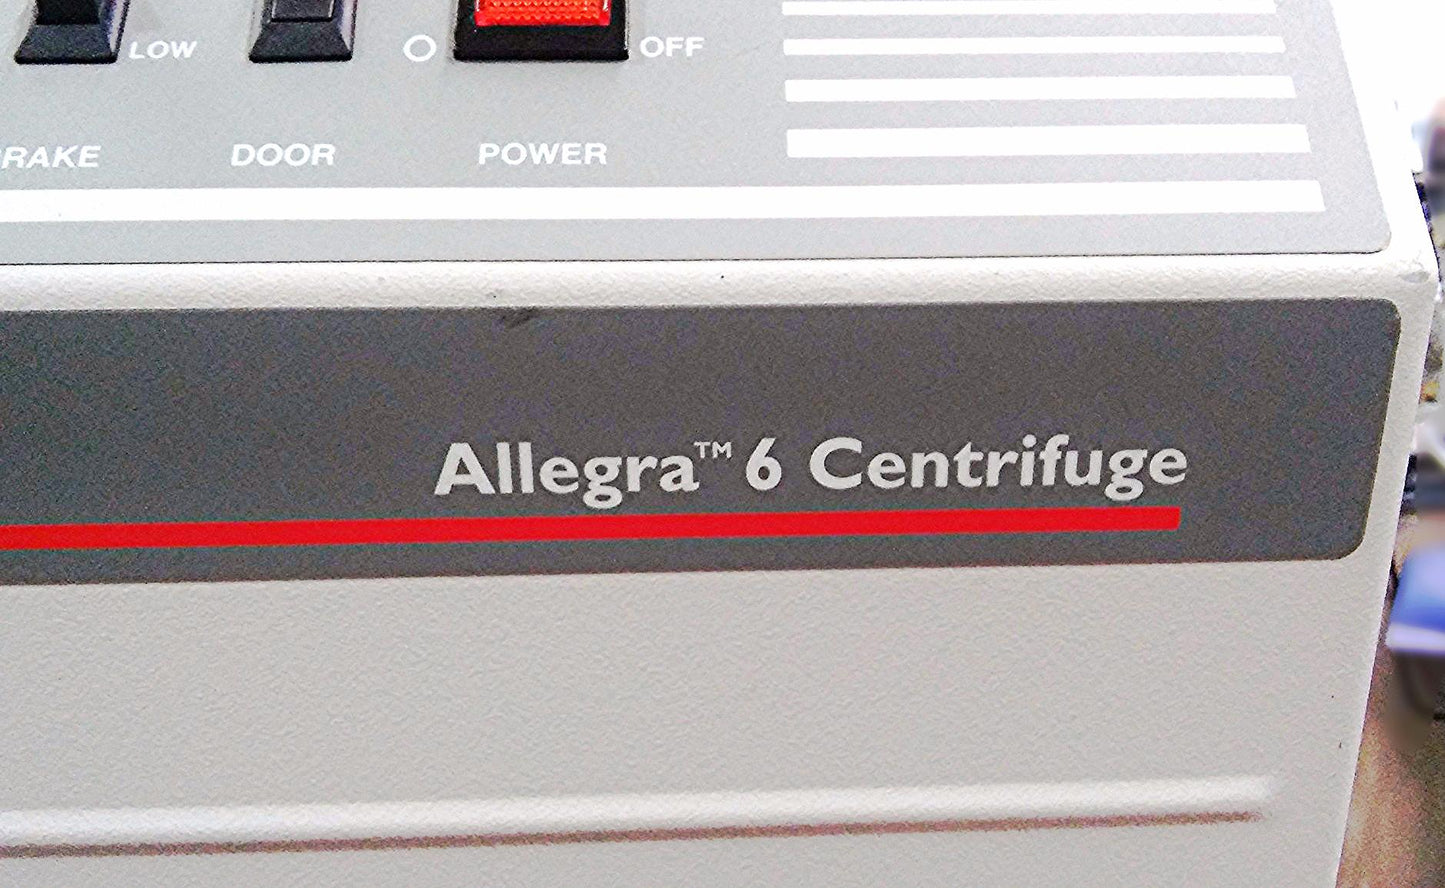 LOW O OFF
RAKE DOOR POWER
Allegra™ 6 Centrifuge